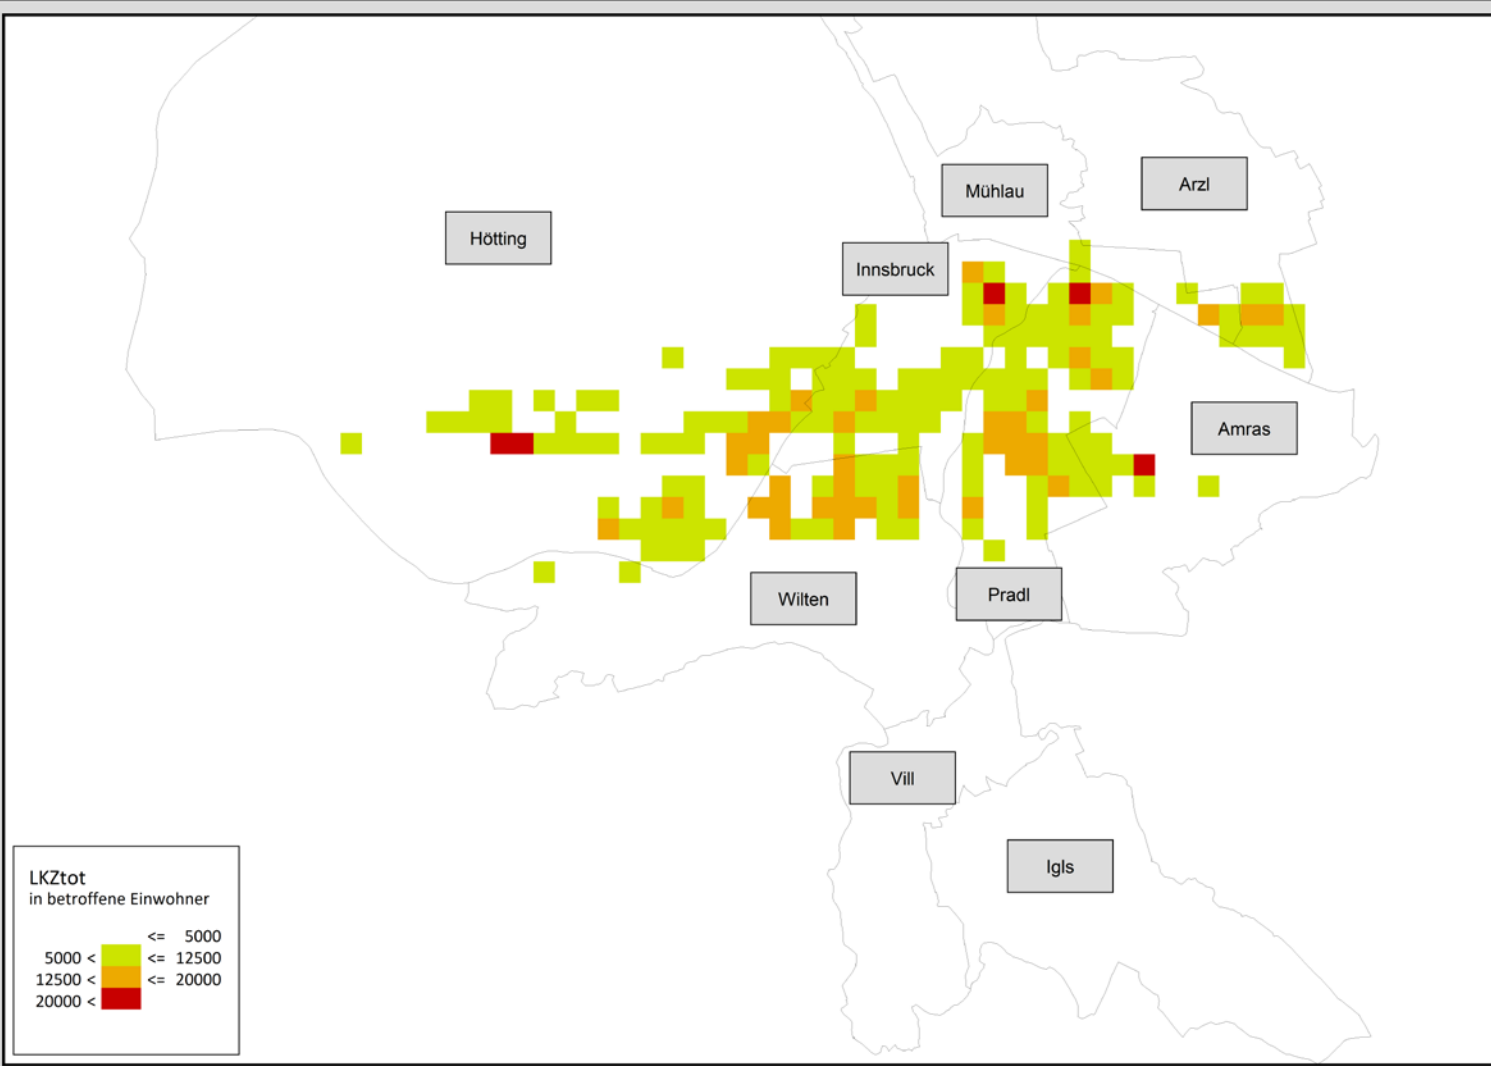 Mühlau
Arzl
Hötting
Innsbruck
Amras
Wilten
Pradl
Vill
Igls
LKZtot
in betroffene Einwohner
<= 5000
5000 < <= 12500
12500 < <= 20000
20000 <